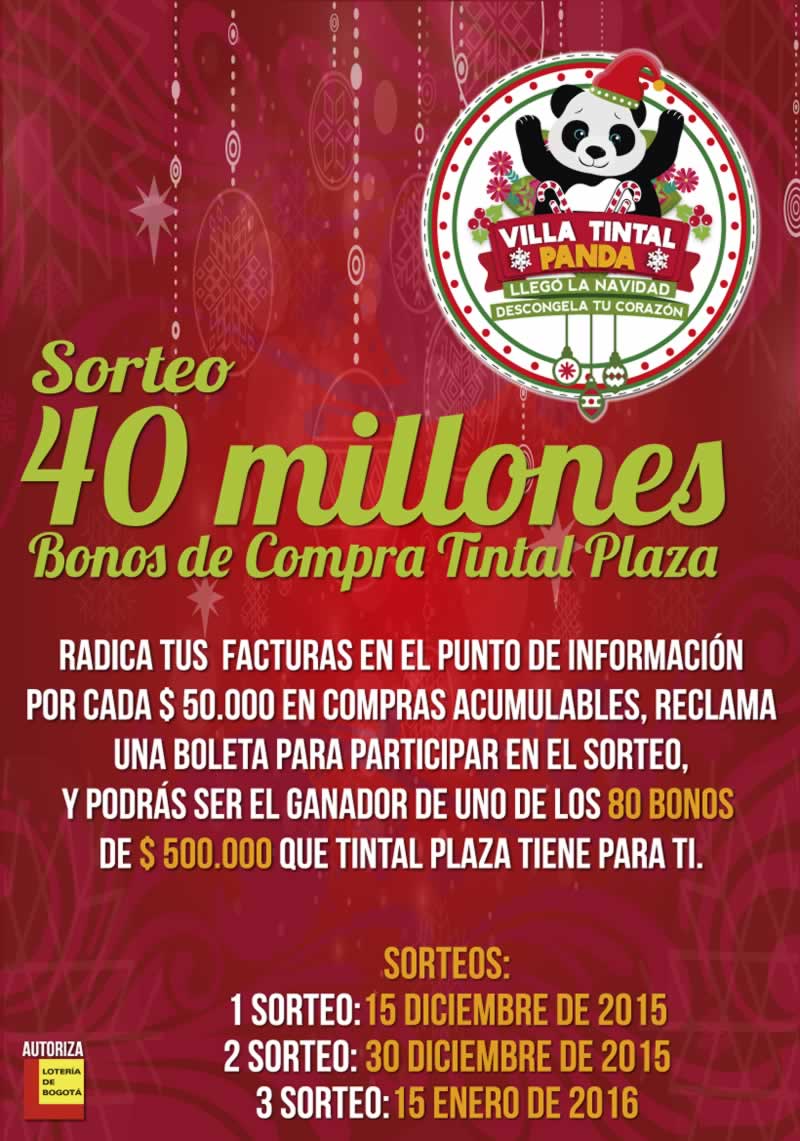 VILLA TINTAL
PANDA
LLEGÓ LA NAVIDAD
DESCONGELA TU CORAZÓN
Sorteo
40 millones
Bonos de Compra Tintal Plaza
RADICA TUS FACTURAS EN EL PUNTO DE INFORMACIÓN
POR CADA $ 50.000 EN COMPRAS ACUMULABLES, RECLAMA
UNA BOLETA PARA PARTICIPAR EN EL SORTEO,
Y PODRÁS SER EL GANADOR DE UNO DE LOS 80 BONOS
DE $ 500.000 QUE TINTAL PLAZA TIENE PARA TI.
SORTEOS:
1 SORTEO: 15 DICIEMBRE DE 2015
2 SORTEO: 30 DICIEMBRE DE 2015
3 SORTEO: 15 ENERO DE 2016
AUTORIZA
LOTERÍA
DE
BOGOTÁ